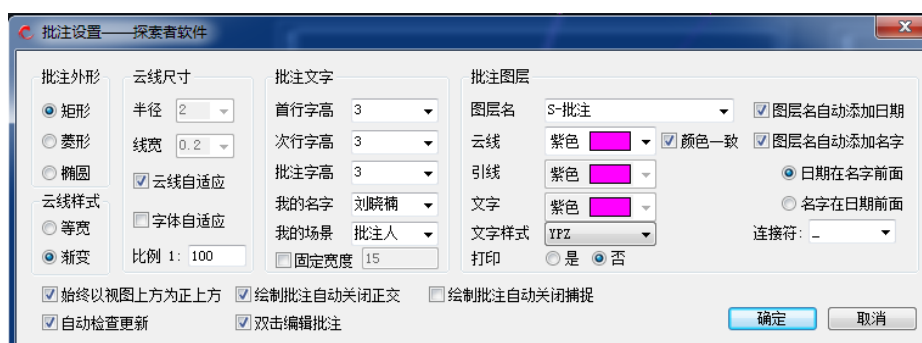 批注设置——探索者软件
批注外形
矩形
菱形
椭圆
云线样式
等宽
渐变
云线尺寸
半径 2
线宽 0.2
云线自适应
字体自适应
比例 1: 100
批注文字
首行字高 3
次行字高 3
批注字高 3
我的名字 刘晓楠
我的场景 批注人
固定宽度 15
批注图层
图层名 S-批注
云线 紫色 颜色一致
引线 紫色
文字 紫色
文字样式 YPZ
打印 是 否
图层名自动添加日期
图层名自动添加名字
日期在名字前面
名字在日期前面
连接符: _
始终以视图上方为正上方 绘制批注自动关闭正交 绘制批注自动关闭捕捉
自动检查更新 双击编辑批注
确定 取消